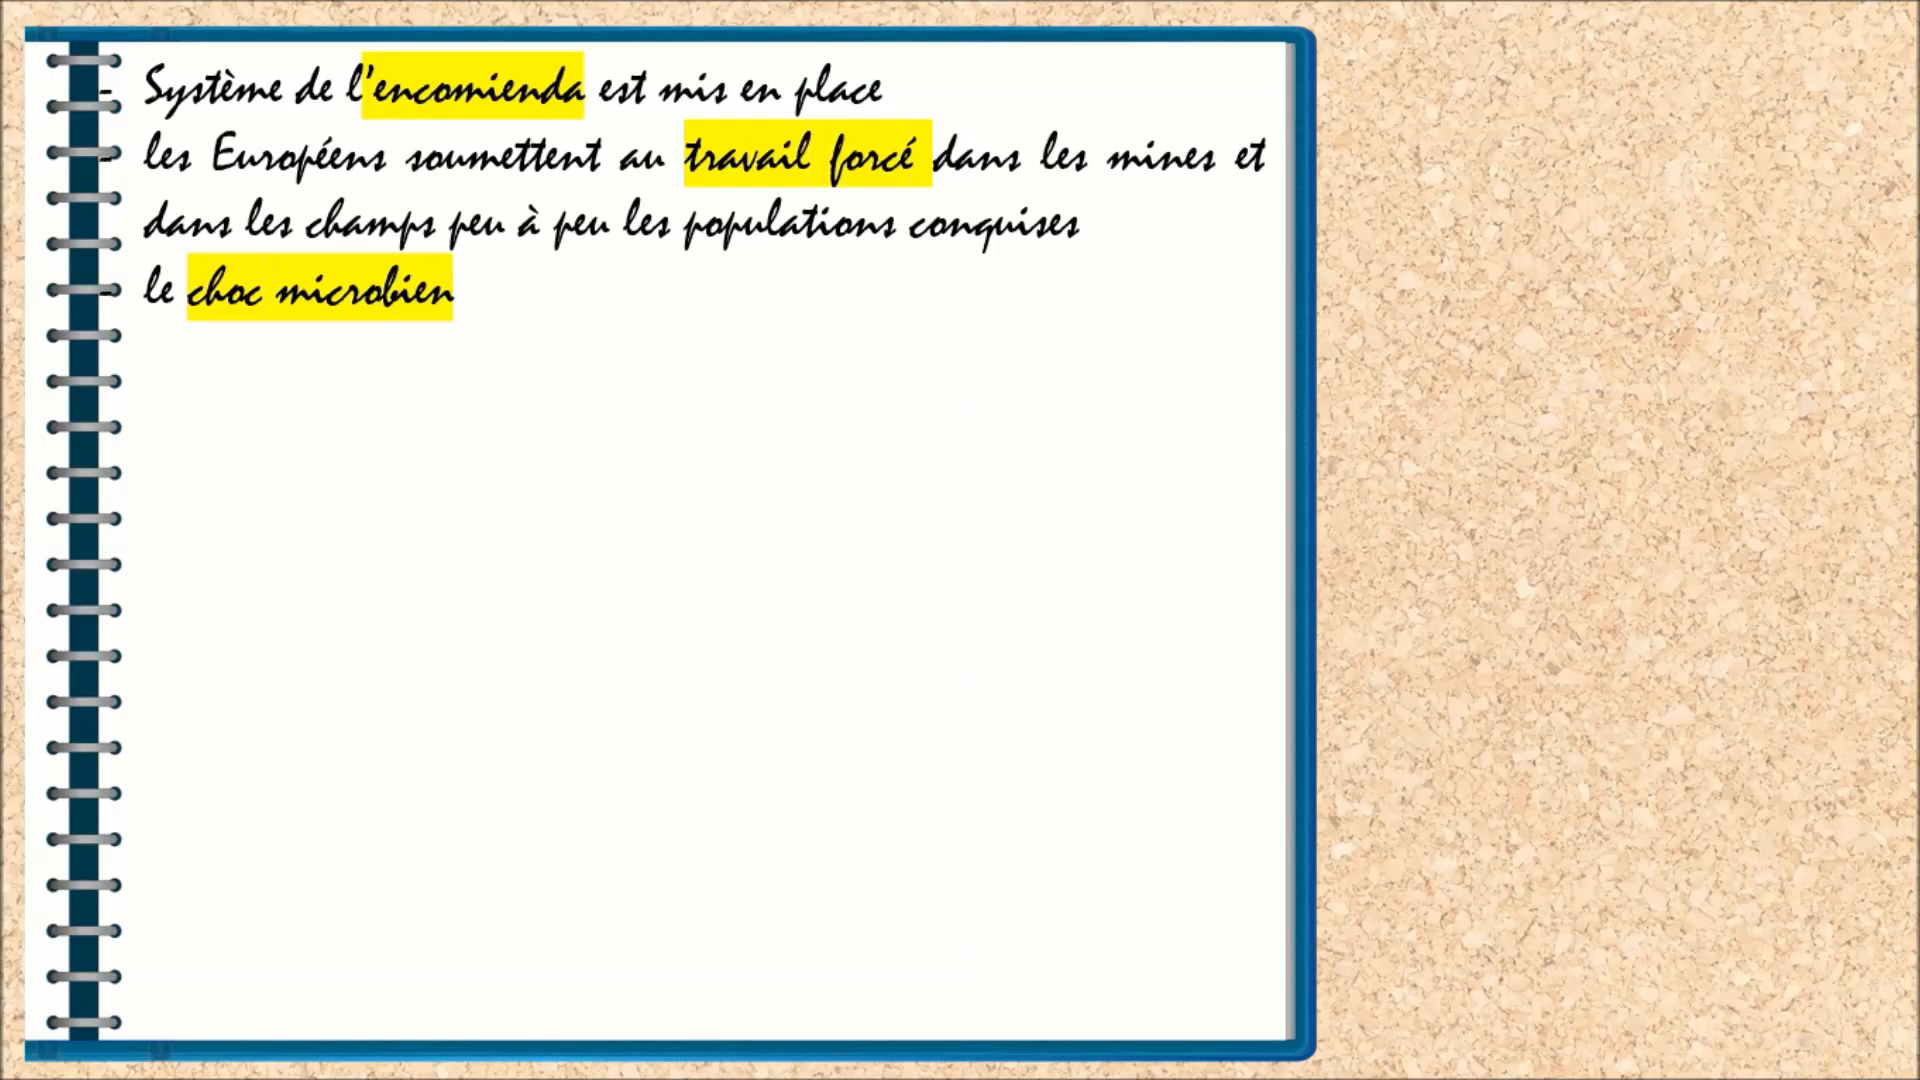 - Système de l'encomienda est mis en place
- les Européens soumettent au travail forcé dans les mines et
dans les champs peu à peu les populations conquises
- le choc microbien